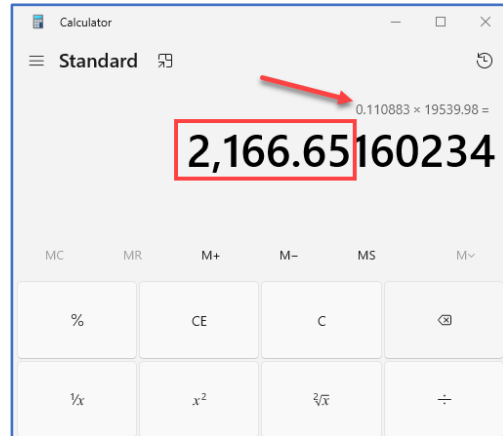 Calculator
Standard
0.110883 × 19539.98 =
2,166.65160234
MC MR M+ M− MS M˅
% CE C
⅟x x² ²√x ÷